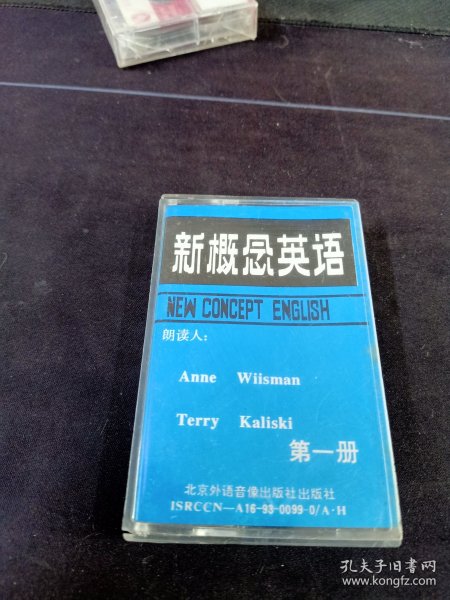 新概念英语
NEW CONCEPT ENGLISH
朗读人:
Anne Wiisman
Terry Kaliski
第一册
北京外语音像出版社出版社
ISRCCN—A16-93-0099-0/A·H
孔夫子旧书网
www.kongfz.com